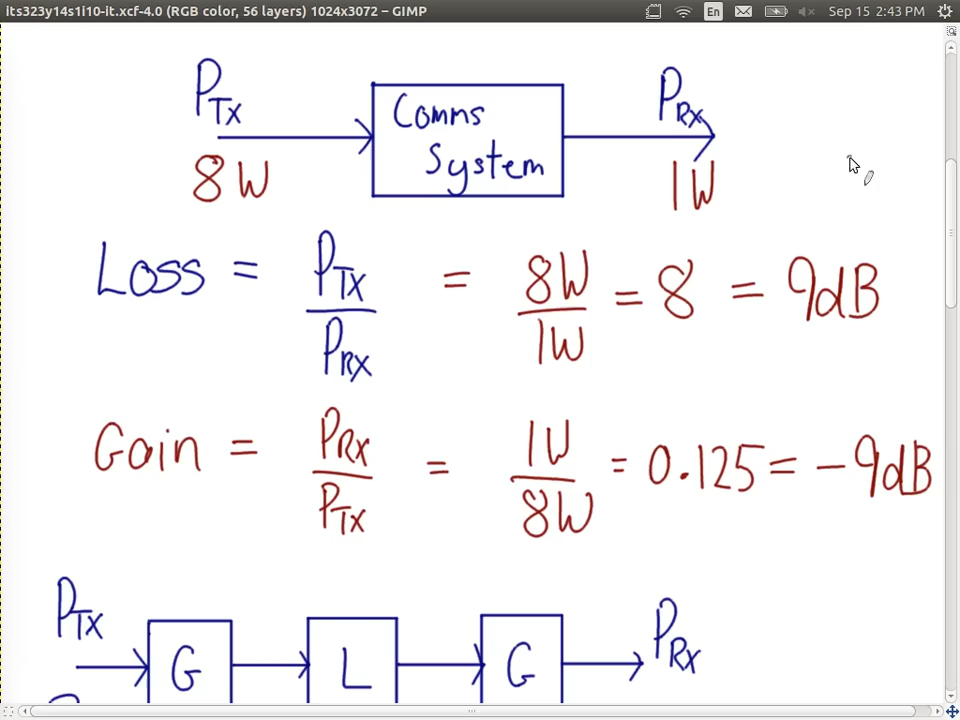 its323y14s1i10-it.xcf-4.0 (RGB color, 56 layers) 1024x3072 – GIMP
En
Sep 15 2:43 PM
PTx
Comms
System
PRx
8W
1W
Loss = PTx / PRx = 8W / 1W = 8 = 9dB
Gain = PRx / PTx = 1W / 8W = 0.125 = -9dB
PTx
G
L
G
PRx